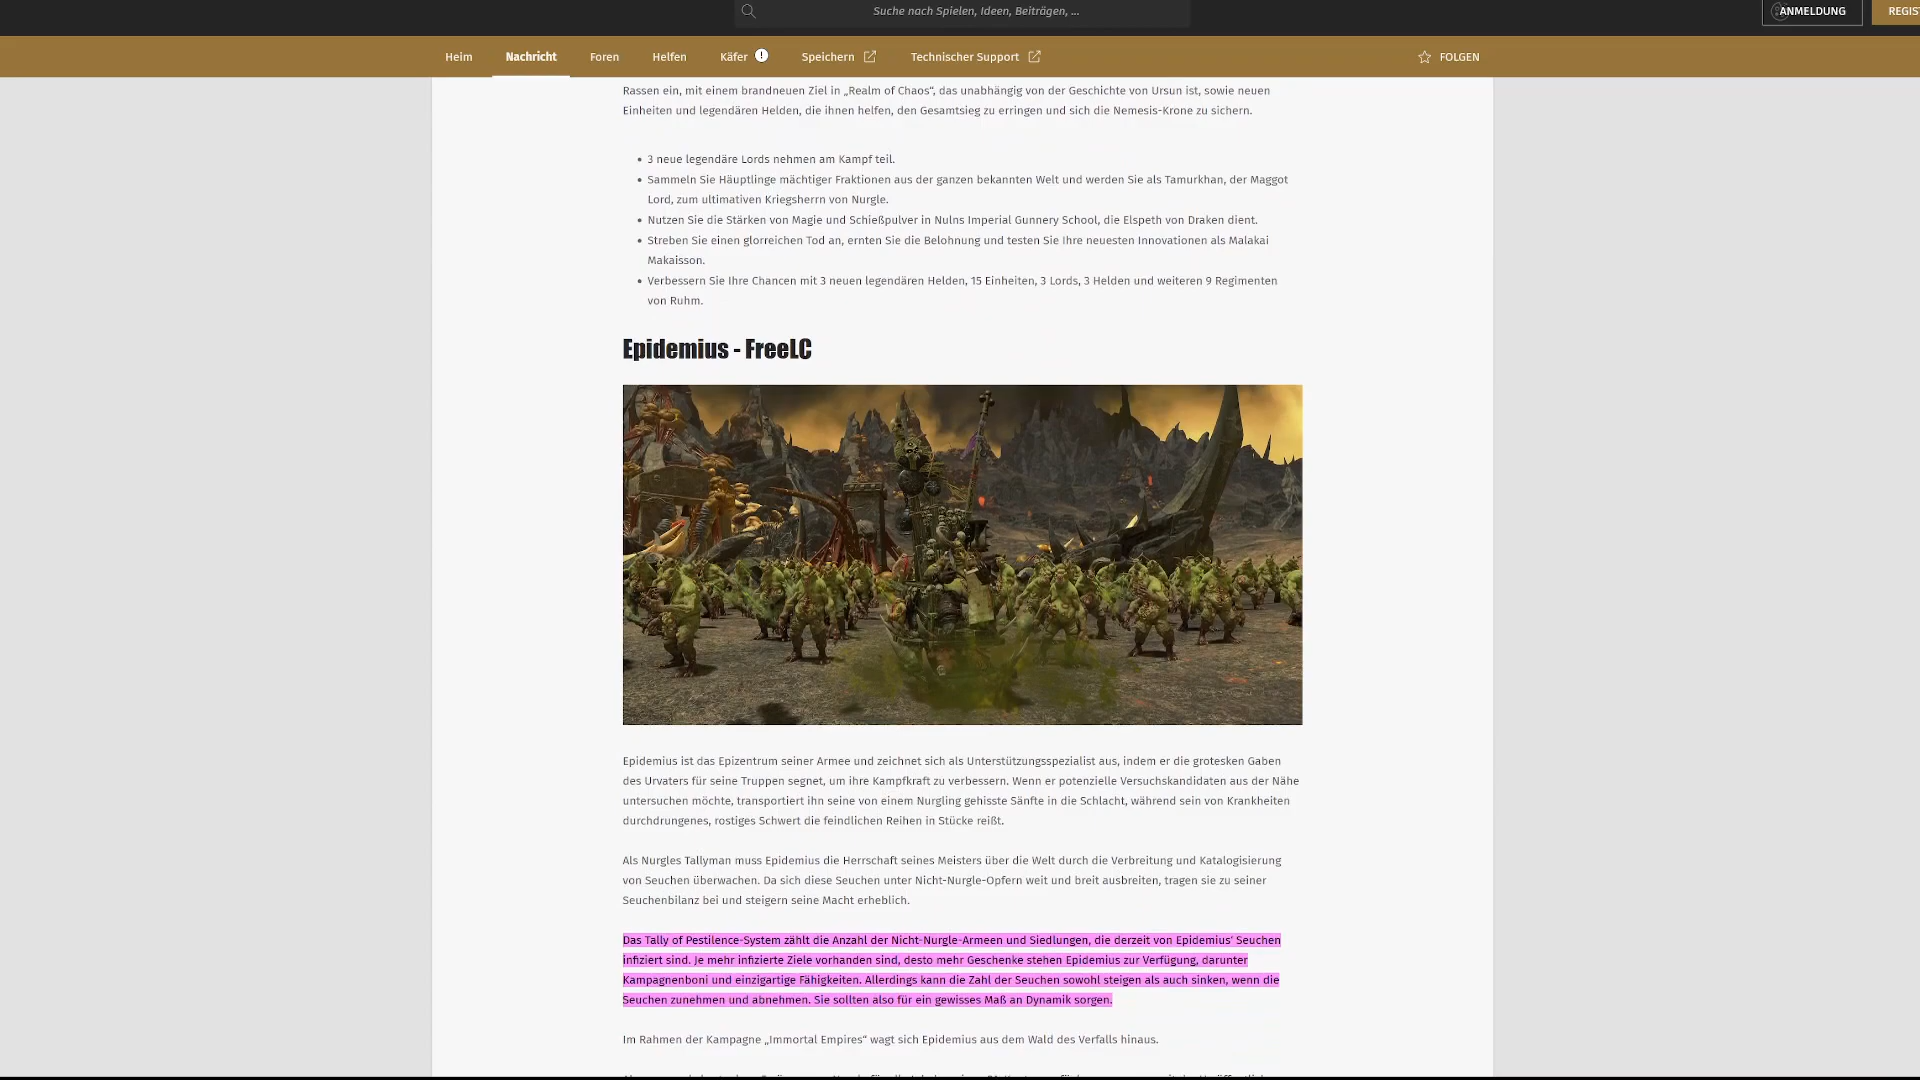 Suche nach Spielen, Ideen, Beiträgen, ...
ANMELDUNG
REGIS
Heim
Nachricht
Foren
Helfen
Käfer
Speichern
Technischer Support
FOLGEN
Rassen ein, mit einem brandneuen Ziel in „Realm of Chaos“, das unabhängig von der Geschichte von Ursun ist, sowie neuen
Einheiten und legendären Helden, die ihnen helfen, den Gesamtsieg zu erringen und sich die Nemesis-Krone zu sichern.
• 3 neue legendäre Lords nehmen am Kampf teil.
• Sammeln Sie Häuptlinge mächtiger Fraktionen aus der ganzen bekannten Welt und werden Sie als Tamurkhan, der Maggot
Lord, zum ultimativen Kriegsherrn von Nurgle.
• Nutzen Sie die Stärken von Magie und Schießpulver in Nulns Imperial Gunnery School, die Elspeth von Draken dient.
• Streben Sie einen glorreichen Tod an, ernten Sie die Belohnung und testen Sie Ihre neuesten Innovationen als Malakai
Makaisson.
• Verbessern Sie Ihre Chancen mit 3 neuen legendären Helden, 15 Einheiten, 3 Lords, 3 Helden und weiteren 9 Regimenten
von Ruhm.
Epidemius - FreeLC
Epidemius ist das Epizentrum seiner Armee und zeichnet sich als Unterstützungsspezialist aus, indem er die grotesken Gaben
des Urvaters für seine Truppen segnet, um ihre Kampfkraft zu verbessern. Wenn er potenzielle Versuchskandidaten aus der Nähe
untersuchen möchte, transportiert ihn seine von einem Nurgling gehisste Sänfte in die Schlacht, während sein von Krankheiten
durchdrungenes, rostiges Schwert die feindlichen Reihen in Stücke reißt.
Als Nurgles Tallyman muss Epidemius die Herrschaft seines Meisters über die Welt durch die Verbreitung und Katalogisierung
von Seuchen überwachen. Da sich diese Seuchen unter Nicht-Nurgle-Opfern weit und breit ausbreiten, tragen sie zu seiner
Seuchenbilanz bei und steigern seine Macht erheblich.
Das Tally of Pestilence-System zählt die Anzahl der Nicht-Nurgle-Armeen und Siedlungen, die derzeit von Epidemius’ Seuchen
infiziert sind. Je mehr infizierte Ziele vorhanden sind, desto mehr Geschenke stehen Epidemius zur Verfügung, darunter
Kampagnenboni und einzigartige Fähigkeiten. Allerdings kann die Zahl der Seuchen sowohl steigen als auch sinken, wenn die
Seuchen zunehmen und abnehmen. Sie sollten also für ein gewisses Maß an Dynamik sorgen.
Im Rahmen der Kampagne „Immortal Empires“ wagt sich Epidemius aus dem Wald des Verfalls hinaus.